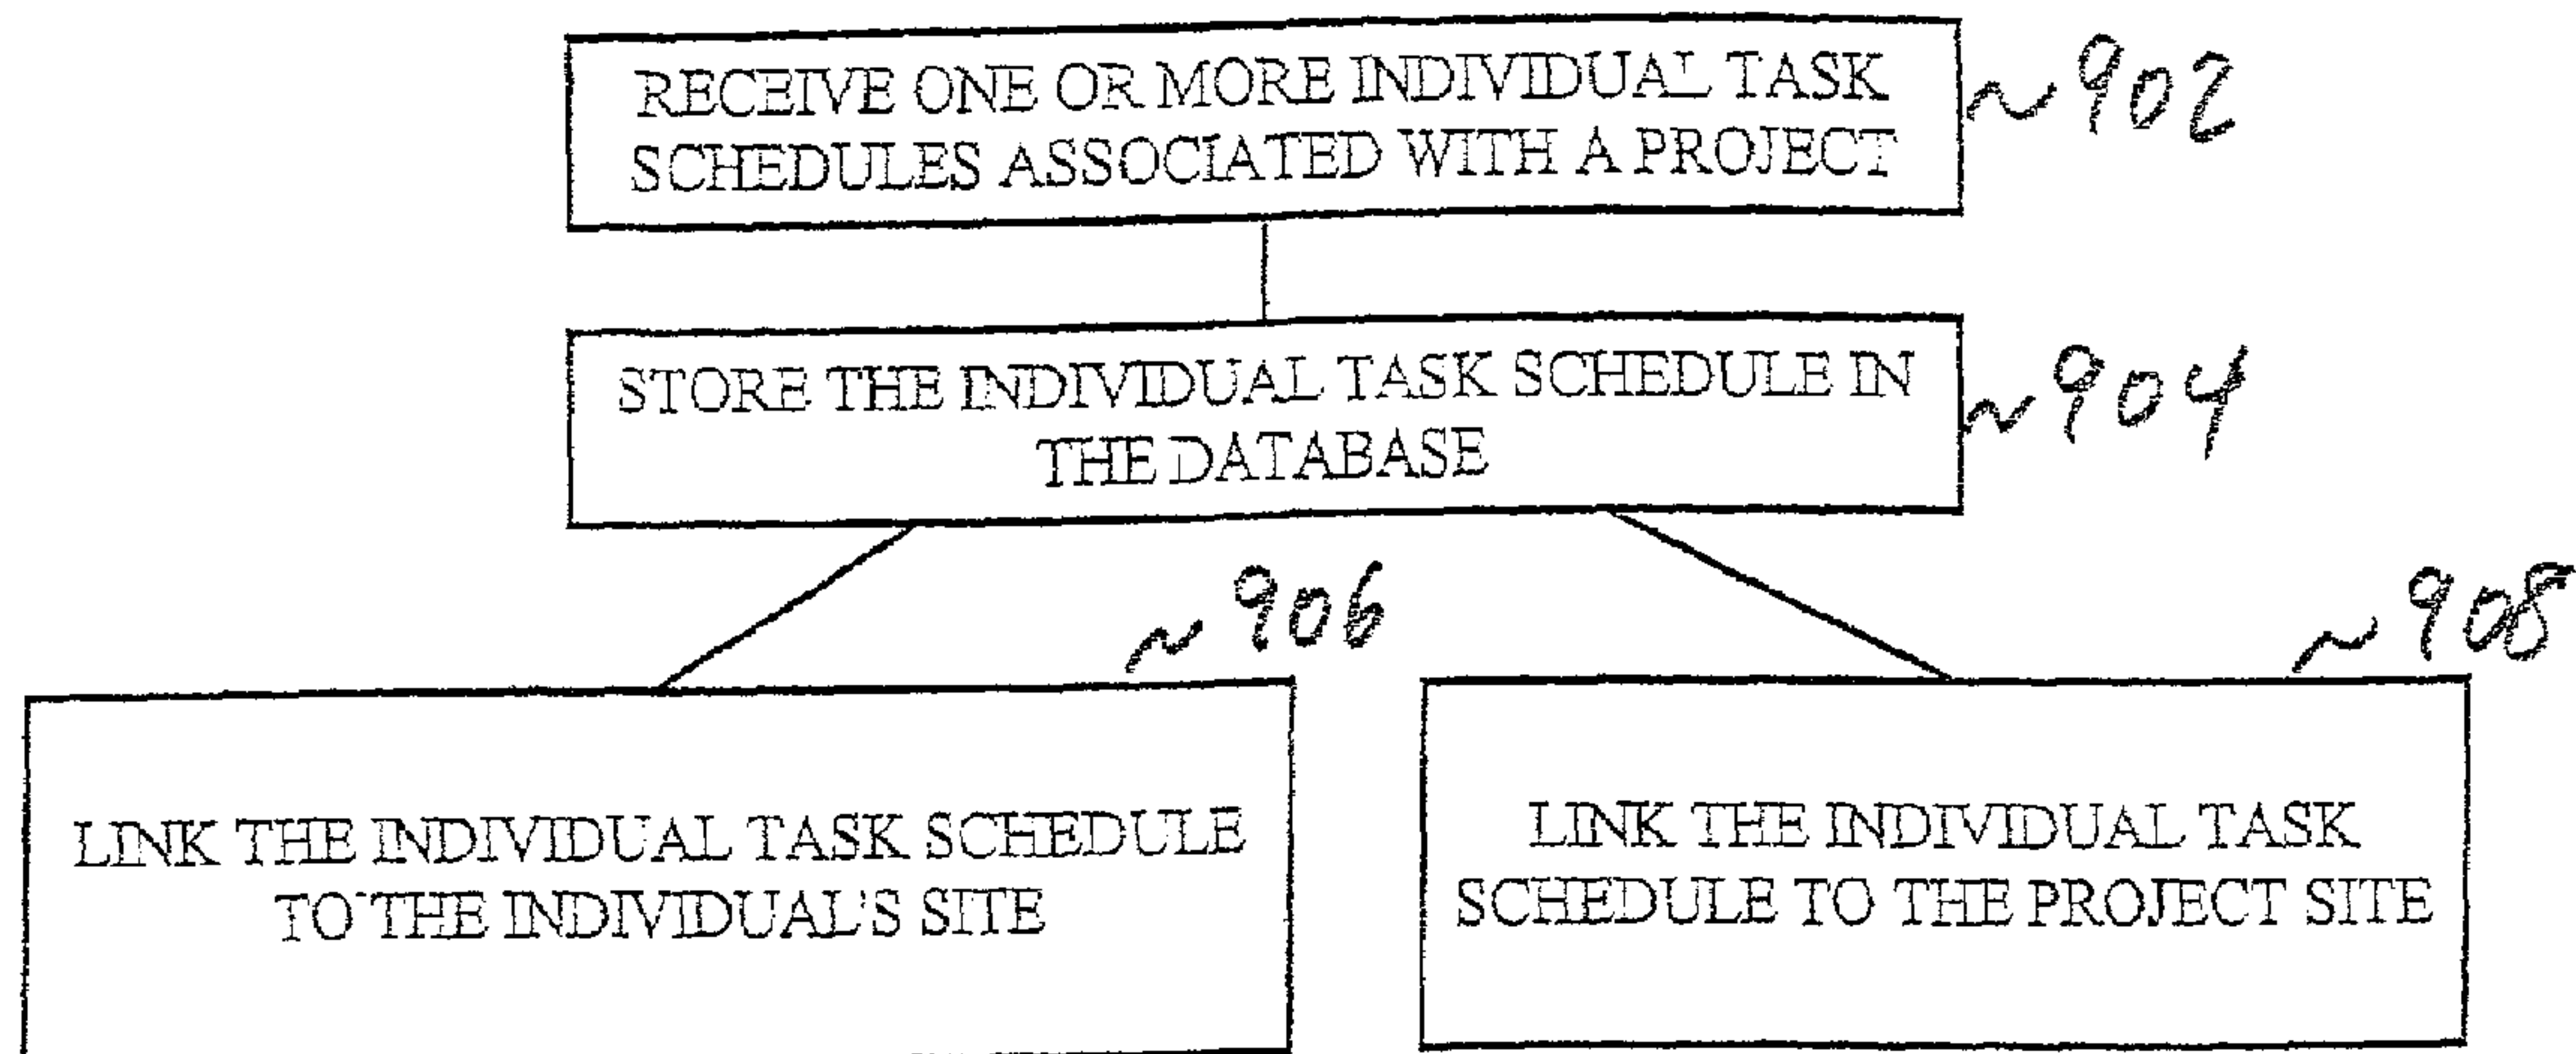 RECEIVE ONE OR MORE INDIVIDUAL TASK
SCHEDULES ASSOCIATED WITH A PROJECT
~902
STORE THE INDIVIDUAL TASK SCHEDULE IN
THE DATABASE
~904
~906
LINK THE INDIVIDUAL TASK SCHEDULE
TO THE INDIVIDUAL'S SITE
~908
LINK THE INDIVIDUAL TASK
SCHEDULE TO THE PROJECT SITE